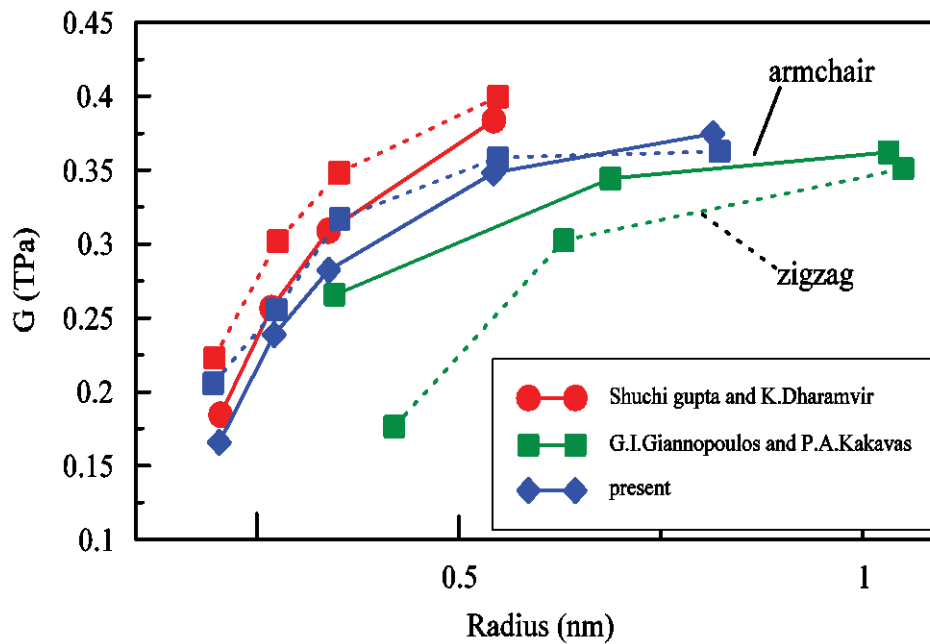 0.45
0.4
0.35
0.3
0.25
0.2
0.15
0.1
G (TPa)
armchair
zigzag
Shuchi gupta and K.Dharamvir
G.I.Giannopoulos and P.A.Kakavas
present
0.5
1
Radius (nm)